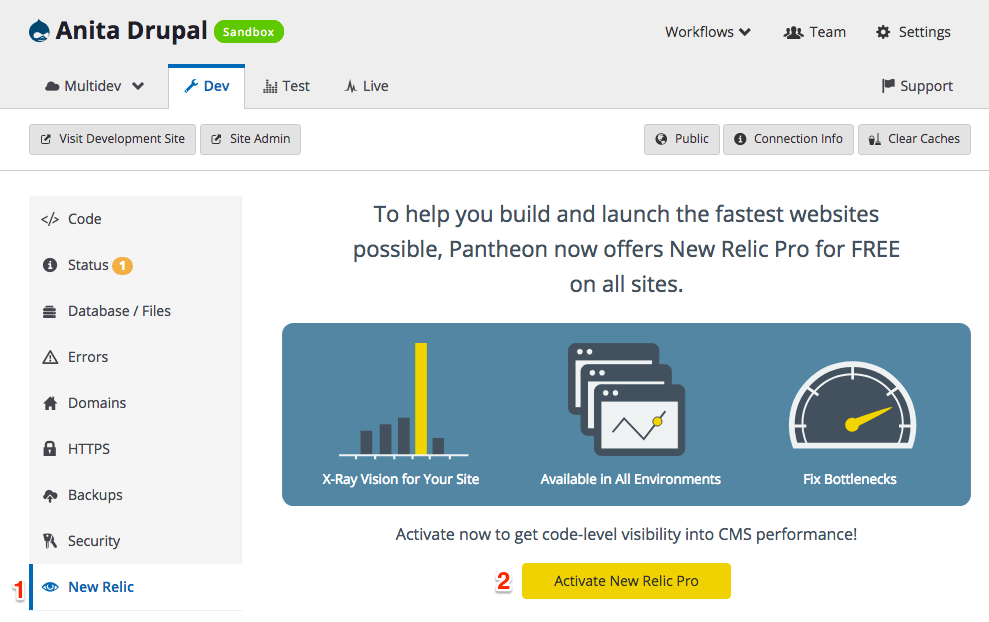 Anita Drupal Sandbox
Workflows Team Settings
Multidev Dev Test Live Support
Visit Development Site Site Admin Public Connection Info Clear Caches
Code
Status 1
Database / Files
Errors
Domains
HTTPS
Backups
Security
1 New Relic
To help you build and launch the fastest websites
possible, Pantheon now offers New Relic Pro for FREE
on all sites.
X-Ray Vision for Your Site Available in All Environments Fix Bottlenecks
Activate now to get code-level visibility into CMS performance!
2 Activate New Relic Pro